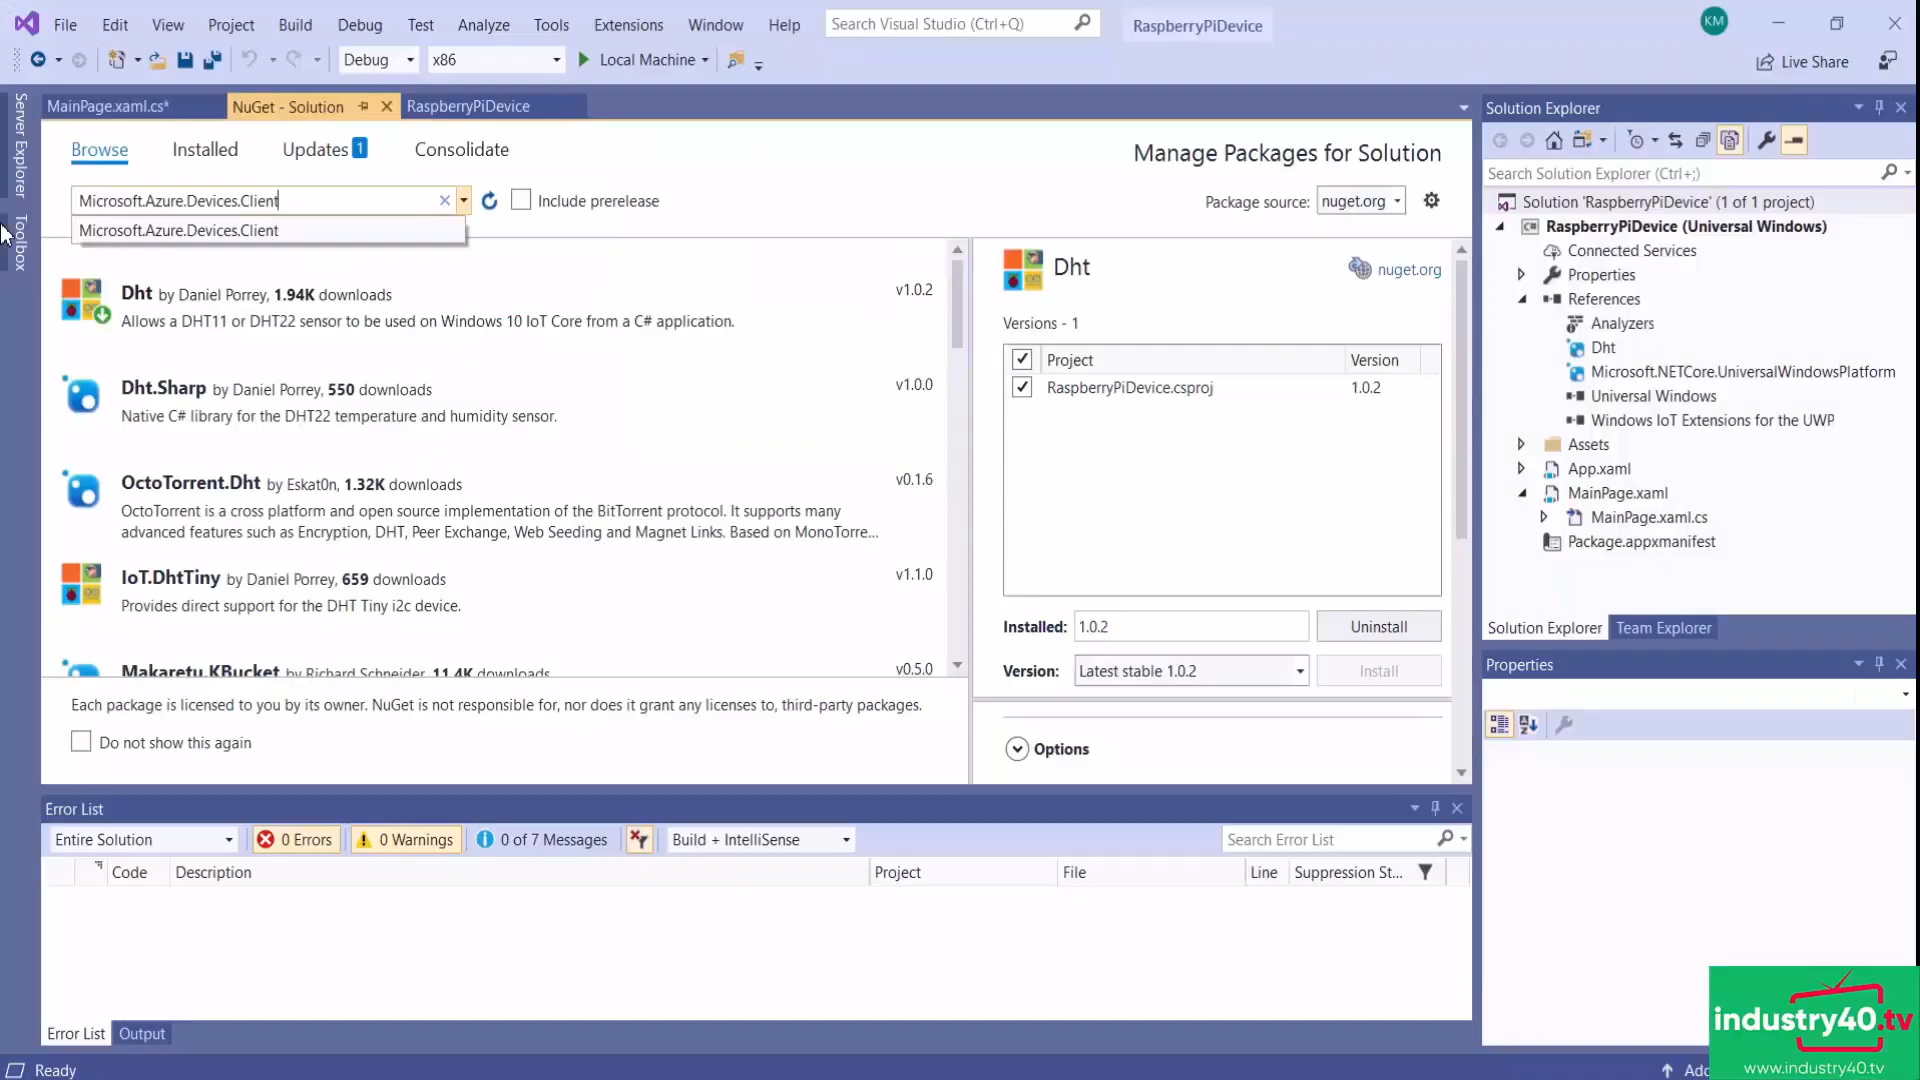 File Edit View Project Build Debug Test Analyze Tools Extensions Window Help Search Visual Studio (Ctrl+Q) RaspberryPiDevice KM
Debug x86 Local Machine Live Share
Server Explorer
Toolbox
MainPage.xaml.cs* NuGet - Solution RaspberryPiDevice
Browse Installed Updates 1 Consolidate
Manage Packages for Solution
Microsoft.Azure.Devices.Client Include prerelease Package source: nuget.org
Microsoft.Azure.Devices.Client
Dht by Daniel Porrey, 1.94K downloads v1.0.2
Allows a DHT11 or DHT22 sensor to be used on Windows 10 IoT Core from a C# application.
Dht.Sharp by Daniel Porrey, 550 downloads v1.0.0
Native C# library for the DHT22 temperature and humidity sensor.
OctoTorrent.Dht by Eskat0n, 1.32K downloads v0.1.6
OctoTorrent is a cross platform and open source implementation of the BitTorrent protocol. It supports many
advanced features such as Encryption, DHT, Peer Exchange, Web Seeding and Magnet Links. Based on MonoTorre...
IoT.DhtTiny by Daniel Porrey, 659 downloads v1.1.0
Provides direct support for the DHT Tiny i2c device.
Makaretu.KBucket by Richard Schneider, 11.4K downloads v0.5.0
Each package is licensed to you by its owner. NuGet is not responsible for, nor does it grant any licenses to, third-party packages.
Do not show this again
Dht nuget.org
Versions - 1
Project Version
RaspberryPiDevice.csproj 1.0.2
Installed: 1.0.2 Uninstall
Version: Latest stable 1.0.2 Install
Options
Solution Explorer
Search Solution Explorer (Ctrl+;)
Solution 'RaspberryPiDevice' (1 of 1 project)
C# RaspberryPiDevice (Universal Windows)
Connected Services
Properties
References
Analyzers
Dht
Microsoft.NETCore.UniversalWindowsPlatform
Universal Windows
Windows IoT Extensions for the UWP
Assets
App.xaml
MainPage.xaml
MainPage.xaml.cs
Package.appxmanifest
Solution Explorer Team Explorer
Properties
Error List
Entire Solution 0 Errors 0 Warnings 0 of 7 Messages Build + IntelliSense Search Error List
Code Description Project File Line Suppression St...
Error List Output
Ready
industry40.tv
www.industry40.tv